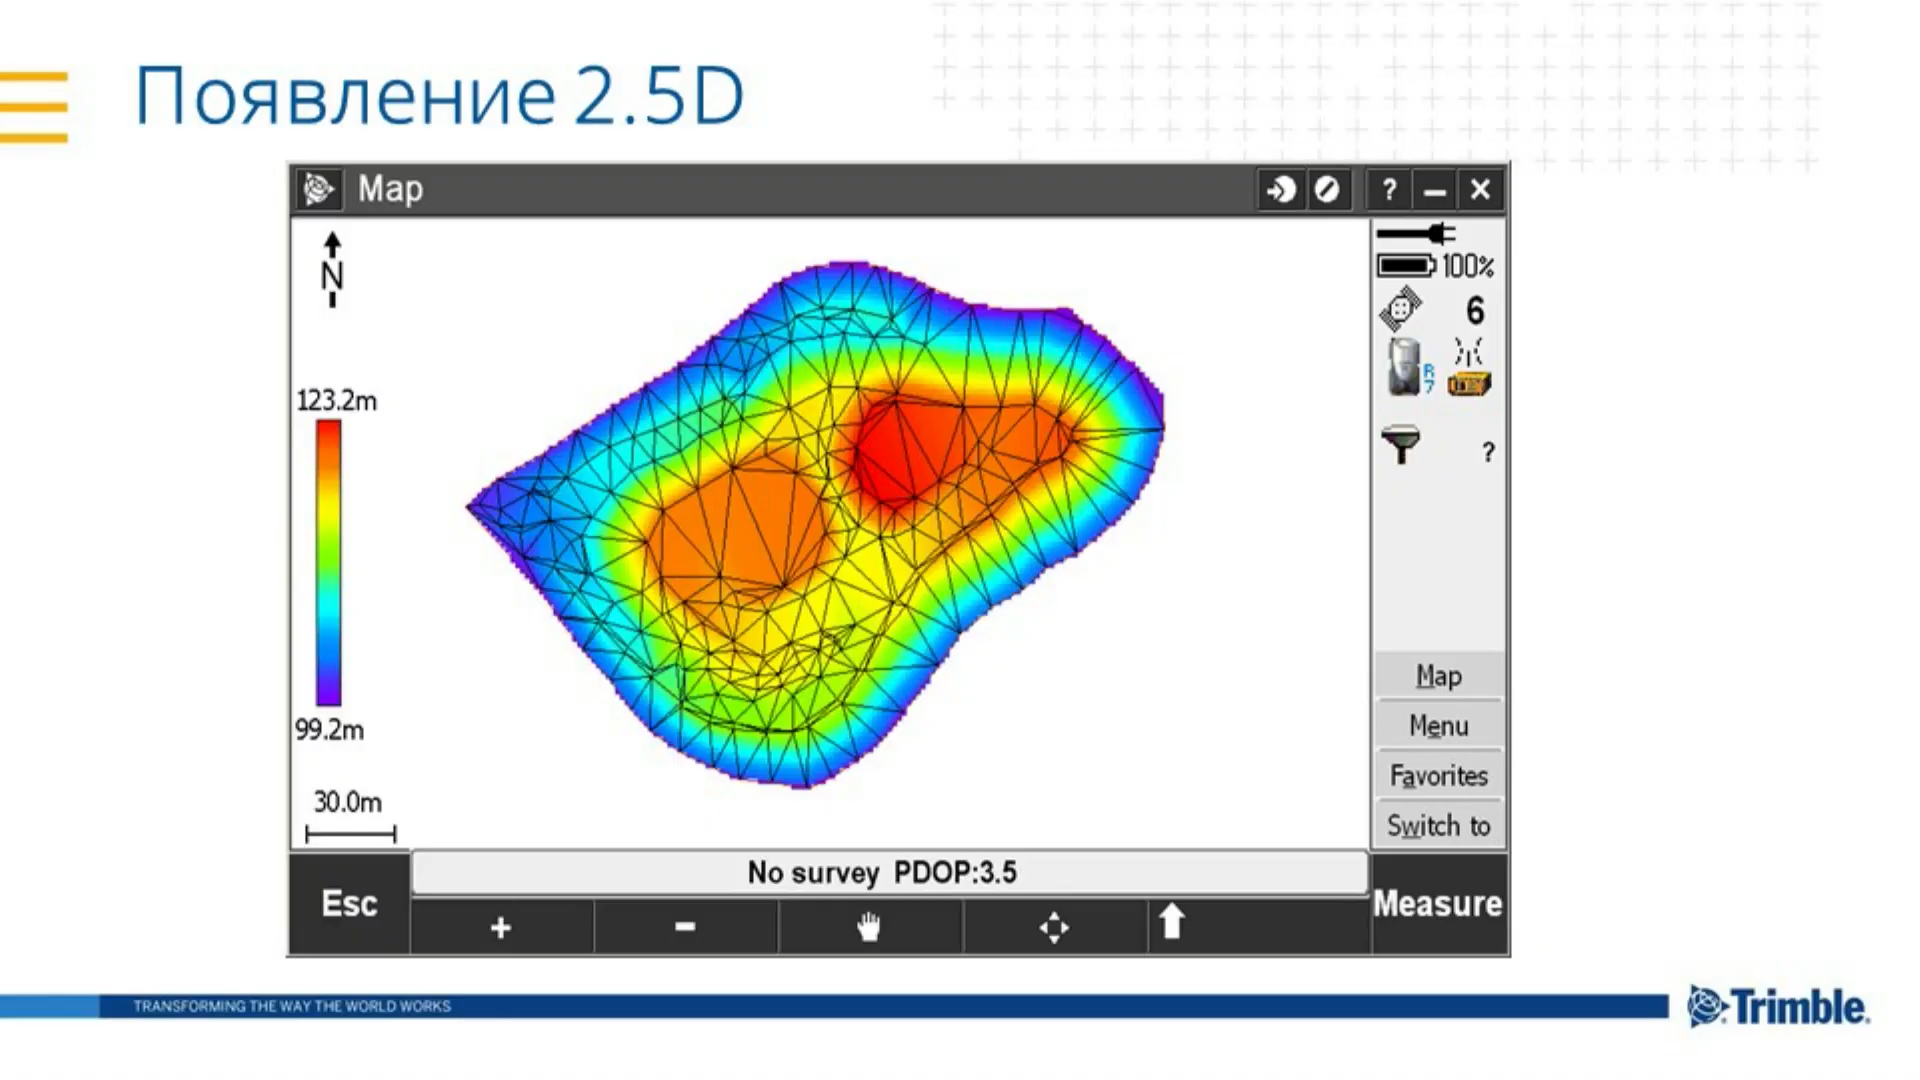 Появление 2.5D
Map
?
N
100%
6
R
7
123.2m
?
99.2m
30.0m
Map
Menu
Favorites
Switch to
No survey PDOP:3.5
Esc
+
-
Measure
TRANSFORMING THE WAY THE WORLD WORKS
Trimble.